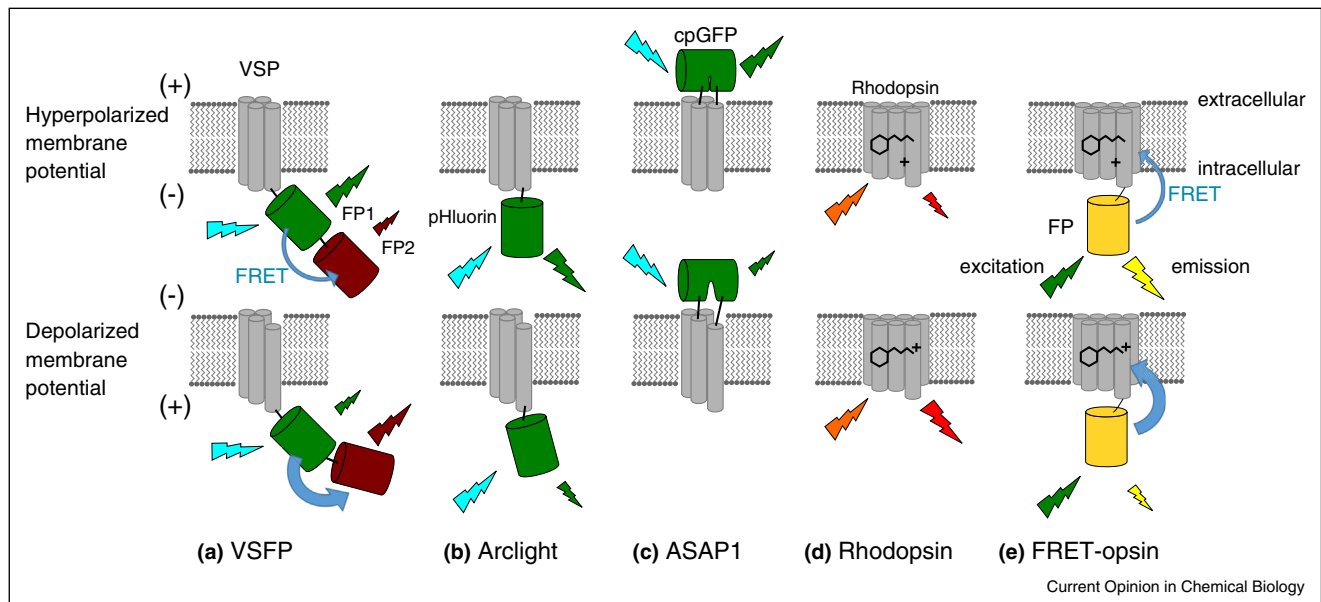 VSP
(+)
Hyperpolarized
membrane
potential
(-)
FP1
FP2
FRET
pHluorin
cpGFP
Rhodopsin
+
extracellular
intracellular
+
FRET
FP
excitation
emission
(-)
Depolarized
membrane
potential
(+)
+
+
(a) VSFP
(b) Arclight
(c) ASAP1
(d) Rhodopsin
(e) FRET-opsin
Current Opinion in Chemical Biology